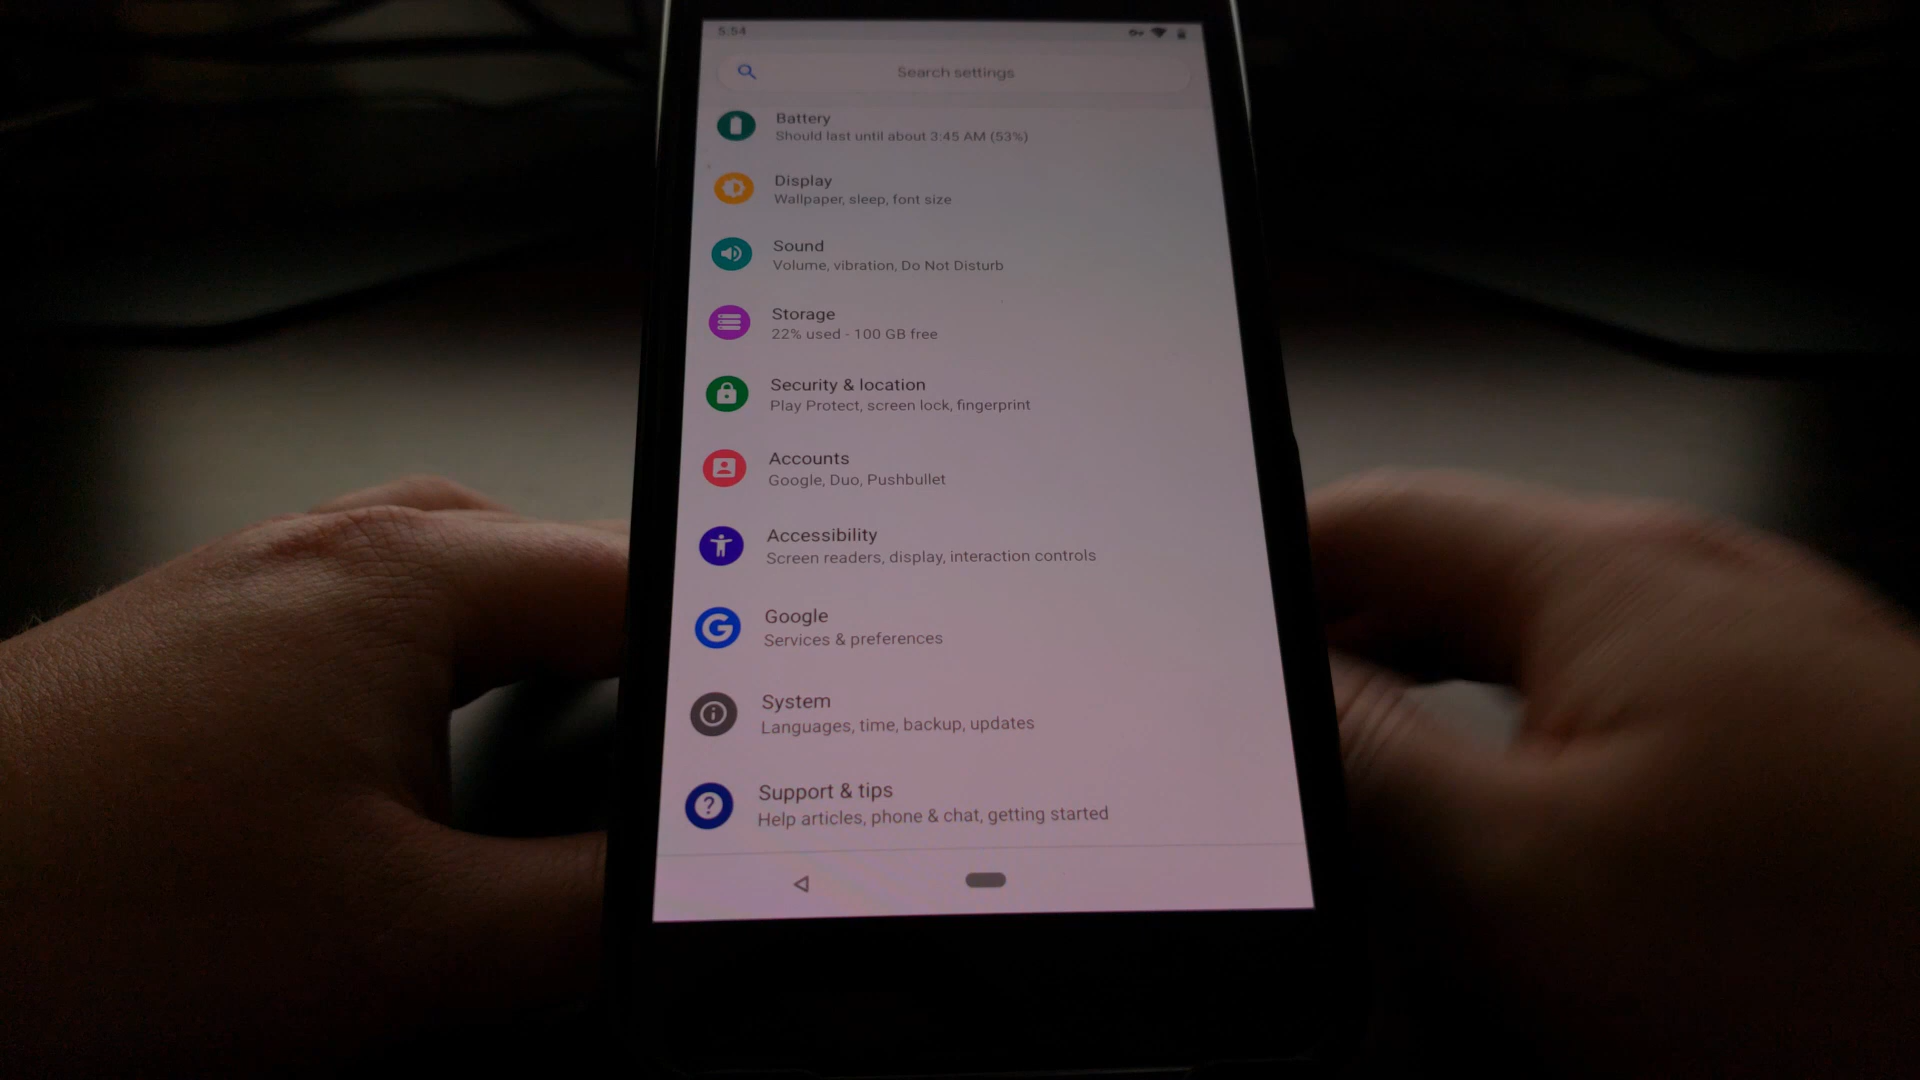 5:54
Search settings
Battery
Should last until about 3:45 AM (53%)
Display
Wallpaper, sleep, font size
Sound
Volume, vibration, Do Not Disturb
Storage
22% used - 100 GB free
Security & location
Play Protect, screen lock, fingerprint
Accounts
Google, Duo, Pushbullet
Accessibility
Screen readers, display, interaction controls
Google
Services & preferences
System
Languages, time, backup, updates
Support & tips
Help articles, phone & chat, getting started